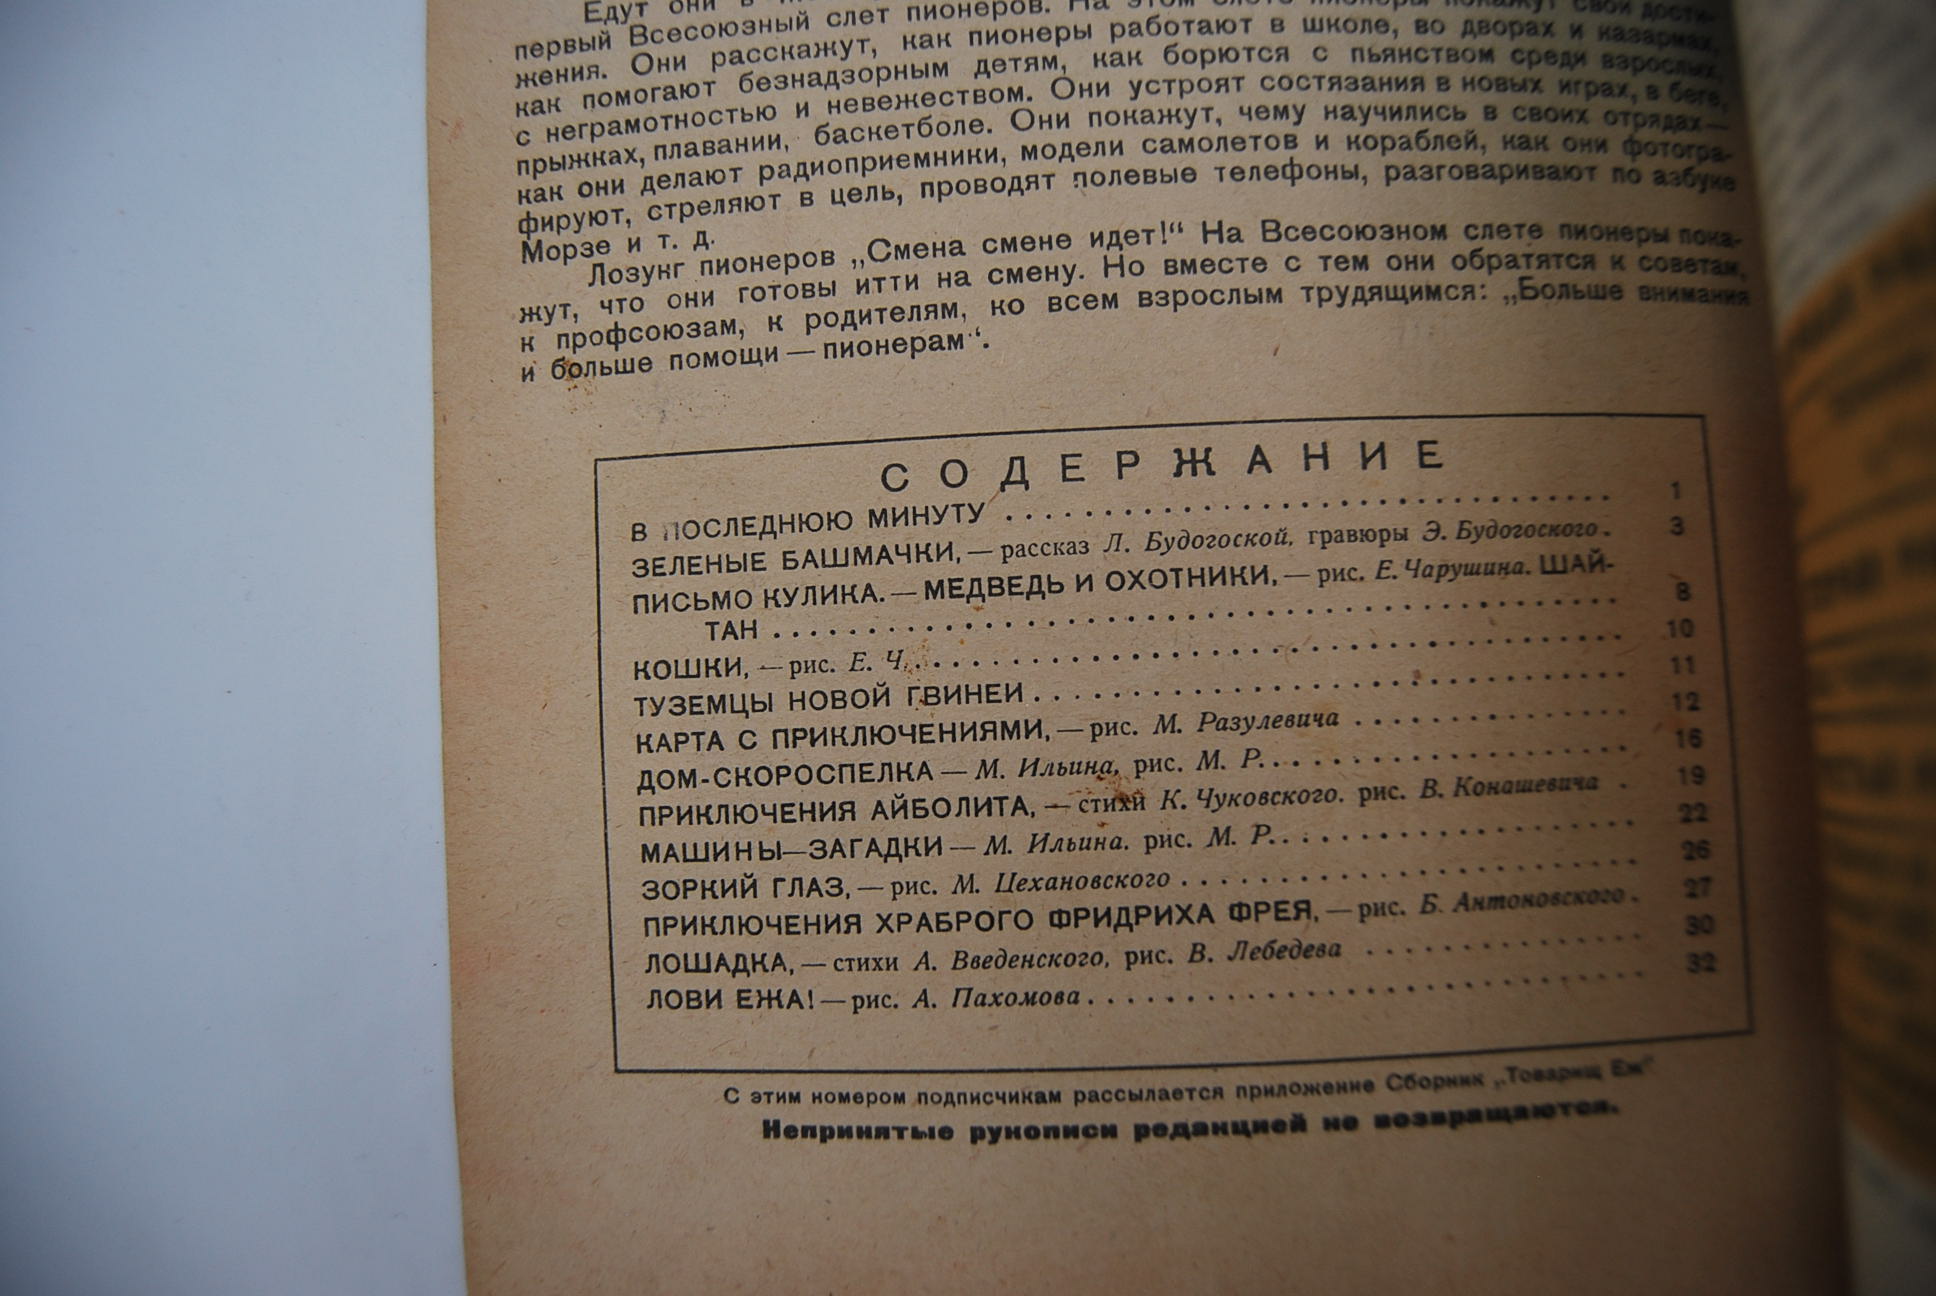 Едут они в
первый Всесоюзный слет пионеров. На этом слете пионеры покажут свои дости-
жения. Они расскажут, как пионеры работают в школе, во дворах и казармах,
как помогают безнадзорным детям, как борются с пьянством среди взрослых,
с неграмотностью и невежеством. Они устроят состязания в новых играх, в беге,
прыжках, плавании, баскетболе. Они покажут, чему научились в своих отрядах—
как они делают радиоприемники, модели самолетов и кораблей, как они фотогра-
фируют, стреляют в цель, проводят полевые телефоны, разговаривают по азбуке
Морзе и т. д.
Лозунг пионеров „Смена смене идет!“ На Всесоюзном слете пионеры пока-
жут, что они готовы итти на смену. Но вместе с тем они обратятся к советам,
к профсоюзам, к родителям, ко всем взрослым трудящимся: „Больше внимания
и больше помощи — пионерам“.
СОДЕРЖАНИЕ
В ПОСЛЕДНЮЮ МИНУТУ . . . . . 1
ЗЕЛЕНЫЕ БАШМАЧКИ, — рассказ Л. Будогоской, гравюры Э. Будогоского . 3
ПИСЬМО КУЛИКА. — МЕДВЕДЬ И ОХОТНИКИ, — рис. Е. Чарушина. ШАЙ-
ТАН . . . . . 8
КОШКИ, — рис. Е. Ч. . . . . . 10
ТУЗЕМЦЫ НОВОЙ ГВИНЕИ . . . . . 11
КАРТА С ПРИКЛЮЧЕНИЯМИ, — рис. М. Разулевича . . . . . 12
ДОМ-СКОРОСПЕЛКА — М. Ильина, рис. М. Р. . . . . . 16
ПРИКЛЮЧЕНИЯ АЙБОЛИТА, — стихи К. Чуковского. рис. В. Конашевича . 19
МАШИНЫ—ЗАГАДКИ — М. Ильина. рис. М. Р. . . . . . 22
ЗОРКИЙ ГЛАЗ, — рис. М. Цехановского . . . . . 26
ПРИКЛЮЧЕНИЯ ХРАБРОГО ФРИДРИХА ФРЕЯ, — рис. Б. Антоновского . 27
ЛОШАДКА, — стихи А. Введенского, рис. В. Лебедева . . . . . 30
ЛОВИ ЕЖА! — рис. А. Пахомова . . . . . 32
С этим номером подписчикам рассылается приложение Сборник „Товарищ Еж“
Непринятые рукописи редакцией не возвращаются.